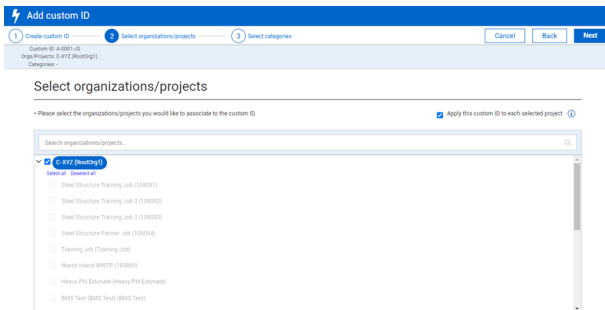 Add custom ID
1 Create custom ID 2 Select organizations/projects 3 Select categories Cancel Back Next
Custom ID: A-0001-JS
Orgs/Projects: C-XYZ (RootOrg1)
Categories: -
Select organizations/projects
• Please select the organizations/projects you would like to associate to the custom ID. Apply this custom ID to each selected project
Search organizations/projects...
C-XYZ (RootOrg1)
Select all Deselect all
Steel Structure Training Job (105091)
Steel Structure Training Job 2 (105092)
Steel Structure Training Job 3 (105093)
Steel Structure Partner Job (105094)
Training Job (Training Job)
Wards Island WWTP (183850)
Heavy PM Estimate (Heavy PM Estimate)
BMS Test (BMS Test) (BMS Test)